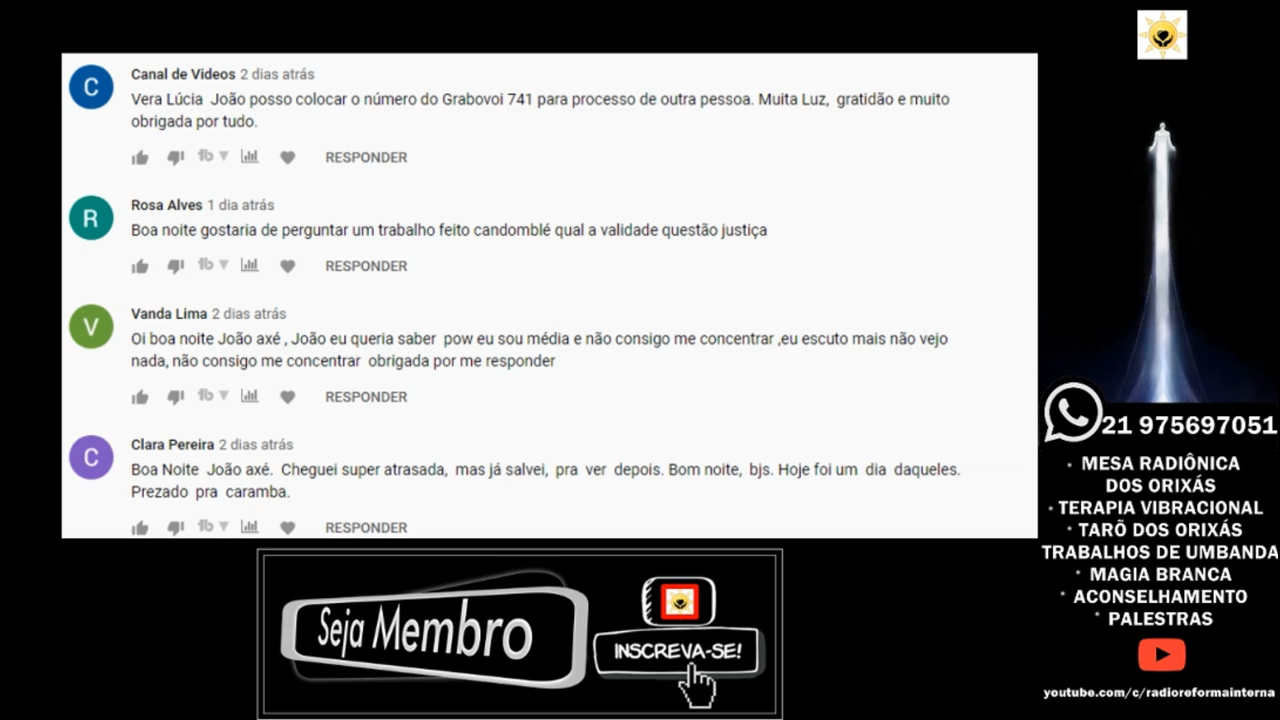 Canal de Videos 2 dias atrás
Vera Lúcia João posso colocar o número do Grabovoi 741 para processo de outra pessoa. Muita Luz, gratidão e muito
obrigada por tudo.
RESPONDER
Rosa Alves 1 dia atrás
Boa noite gostaria de perguntar um trabalho feito candomblé qual a validade questão justiça
RESPONDER
Vanda Lima 2 dias atrás
Oi boa noite João axé , João eu queria saber pow eu sou média e não consigo me concentrar ,eu escuto mais não vejo
nada, não consigo me concentrar obrigada por me responder
RESPONDER
Clara Pereira 2 dias atrás
Boa Noite João axé. Cheguei super atrasada, mas já salvei, pra ver depois. Bom noite, bjs. Hoje foi um dia daqueles.
Prezado pra caramba.
RESPONDER
Seja Membro
INSCREVA-SE!
21 975697051
· MESA RADIÔNICA
DOS ORIXÁS
· TERAPIA VIBRACIONAL
· TARÕ DOS ORIXÁS
TRABALHOS DE UMBANDA
· MAGIA BRANCA
· ACONSELHAMENTO
· PALESTRAS
youtube.com/c/radioreformainterna